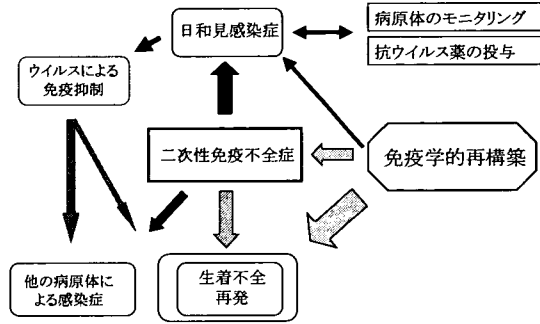 病原体のモニタリング
日和見感染症
抗ウイルス薬の投与
ウイルスによる
免疫抑制
二次性免疫不全症
免疫学的再構築
他の病原体に
よる感染症
生着不全
再発